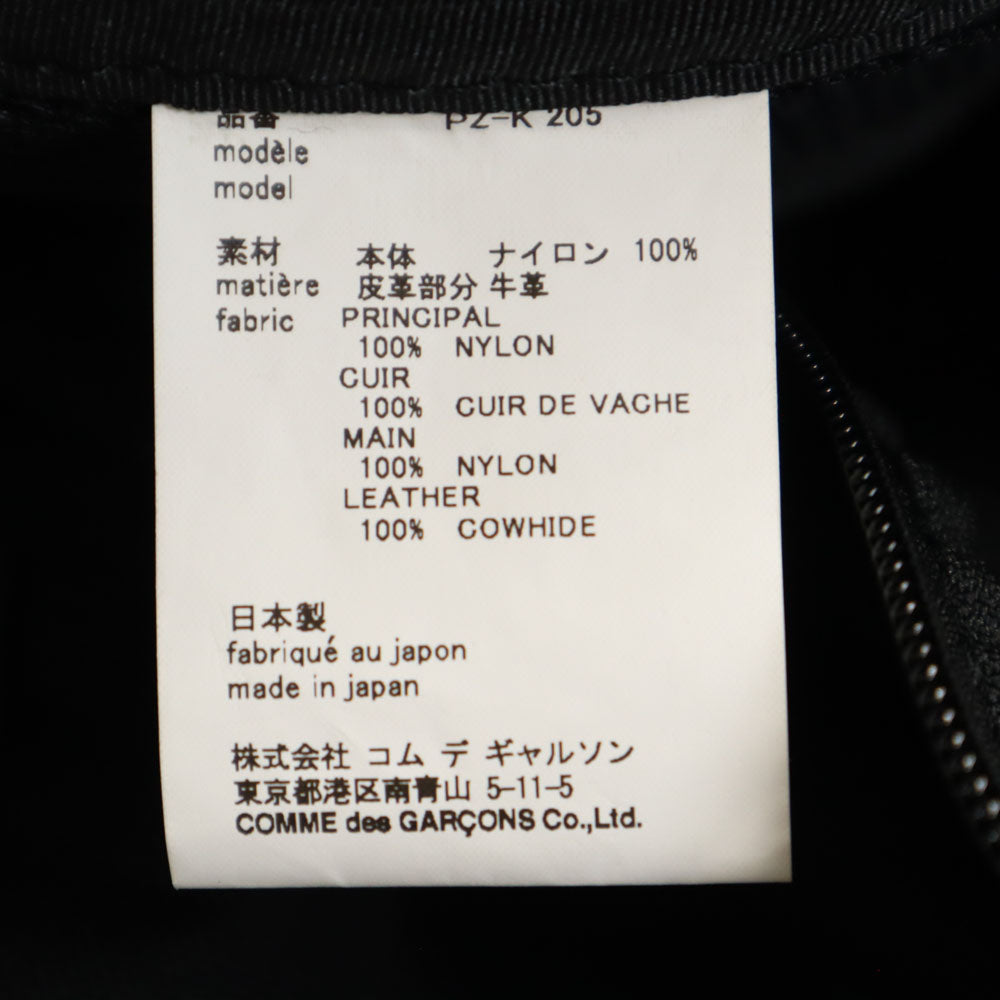 品番 PZ-K 205
modèle
model
素材 本体 ナイロン 100%
matière 皮革部分 牛革
fabric PRINCIPAL
100% NYLON
CUIR
100% CUIR DE VACHE
MAIN
100% NYLON
LEATHER
100% COWHIDE
日本製
fabriqué au japon
made in japan
株式会社 コム デ ギャルソン
東京都港区南青山 5-11-5
COMME des GARÇONS Co.,Ltd.